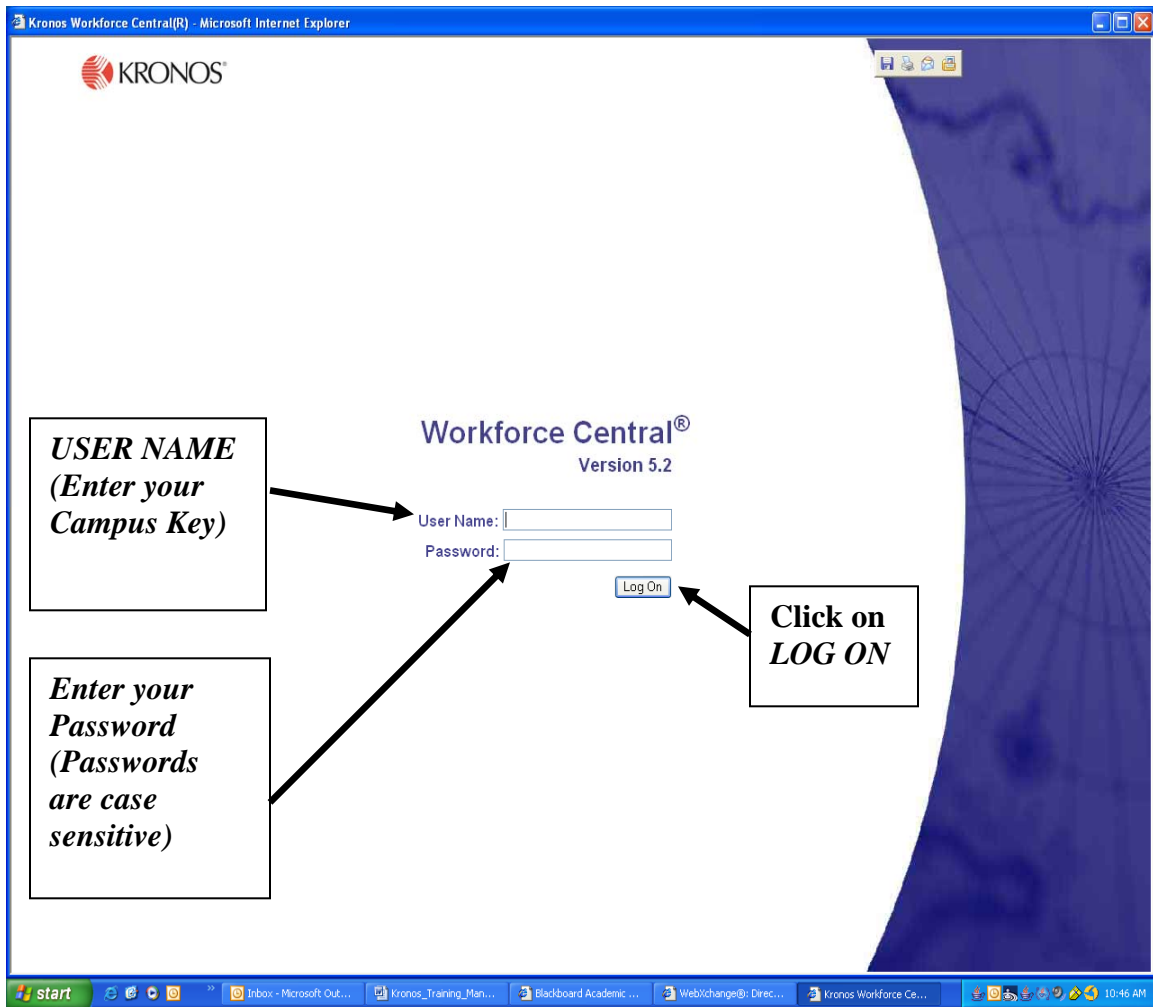 Kronos Workforce Central(R) - Microsoft Internet Explorer
KRONOS®
Workforce Central®
Version 5.2
USER NAME
(Enter your
Campus Key)
User Name:
Password:
Log On
Click on
LOG ON
Enter your
Password
(Passwords
are case
sensitive)
start
Inbox - Microsoft Out...
Kronos_Training_Man...
Blackboard Academic ...
WebXchange®: Direc...
Kronos Workforce Ce...
10:46 AM